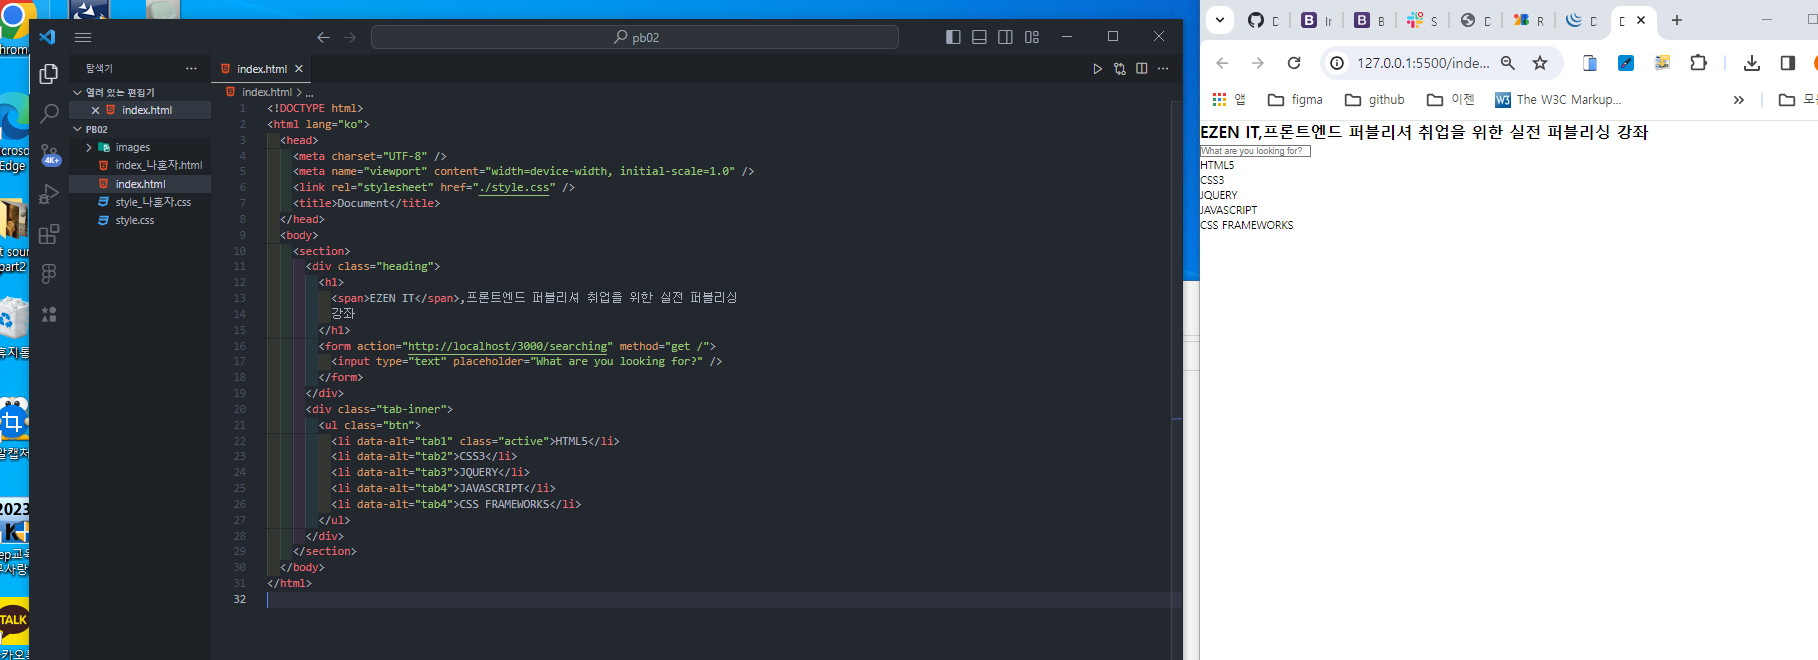 pb02
탐색기
index.html
열려 있는 편집기
index.html
PB02
images
index_나혼자.html
index.html
style_나혼자.css
style.css
4K+
index.html > ...
1 <!DOCTYPE html>
2 <html lang="ko">
3 <head>
4 <meta charset="UTF-8" />
5 <meta name="viewport" content="width=device-width, initial-scale=1.0" />
6 <link rel="stylesheet" href="./style.css" />
7 <title>Document</title>
8 </head>
9 <body>
10 <section>
11 <div class="heading">
12 <h1>
13 <span>EZEN IT</span>,프론트엔드 퍼블리셔 취업을 위한 실전 퍼블리싱
14 강좌
15 </h1>
16 <form action="http://localhost/3000/searching" method="get /">
17 <input type="text" placeholder="What are you looking for?" />
18 </form>
19 </div>
20 <div class="tab-inner">
21 <ul class="btn">
22 <li data-alt="tab1" class="active">HTML5</li>
23 <li data-alt="tab2">CSS3</li>
24 <li data-alt="tab3">JQUERY</li>
25 <li data-alt="tab4">JAVASCRIPT</li>
26 <li data-alt="tab4">CSS FRAMEWORKS</li>
27 </ul>
28 </div>
29 </section>
30 </body>
31 </html>
32
Edge
part2
2023
TALK
D
B
B
S
D
R
D
127.0.0.1:5500/inde...
앱
figma
github
이젠
W3
The W3C Markup...
»
EZEN IT,프론트엔드 퍼블리셔 취업을 위한 실전 퍼블리싱 강좌
What are you looking for?
HTML5
CSS3
JQUERY
JAVASCRIPT
CSS FRAMEWORKS